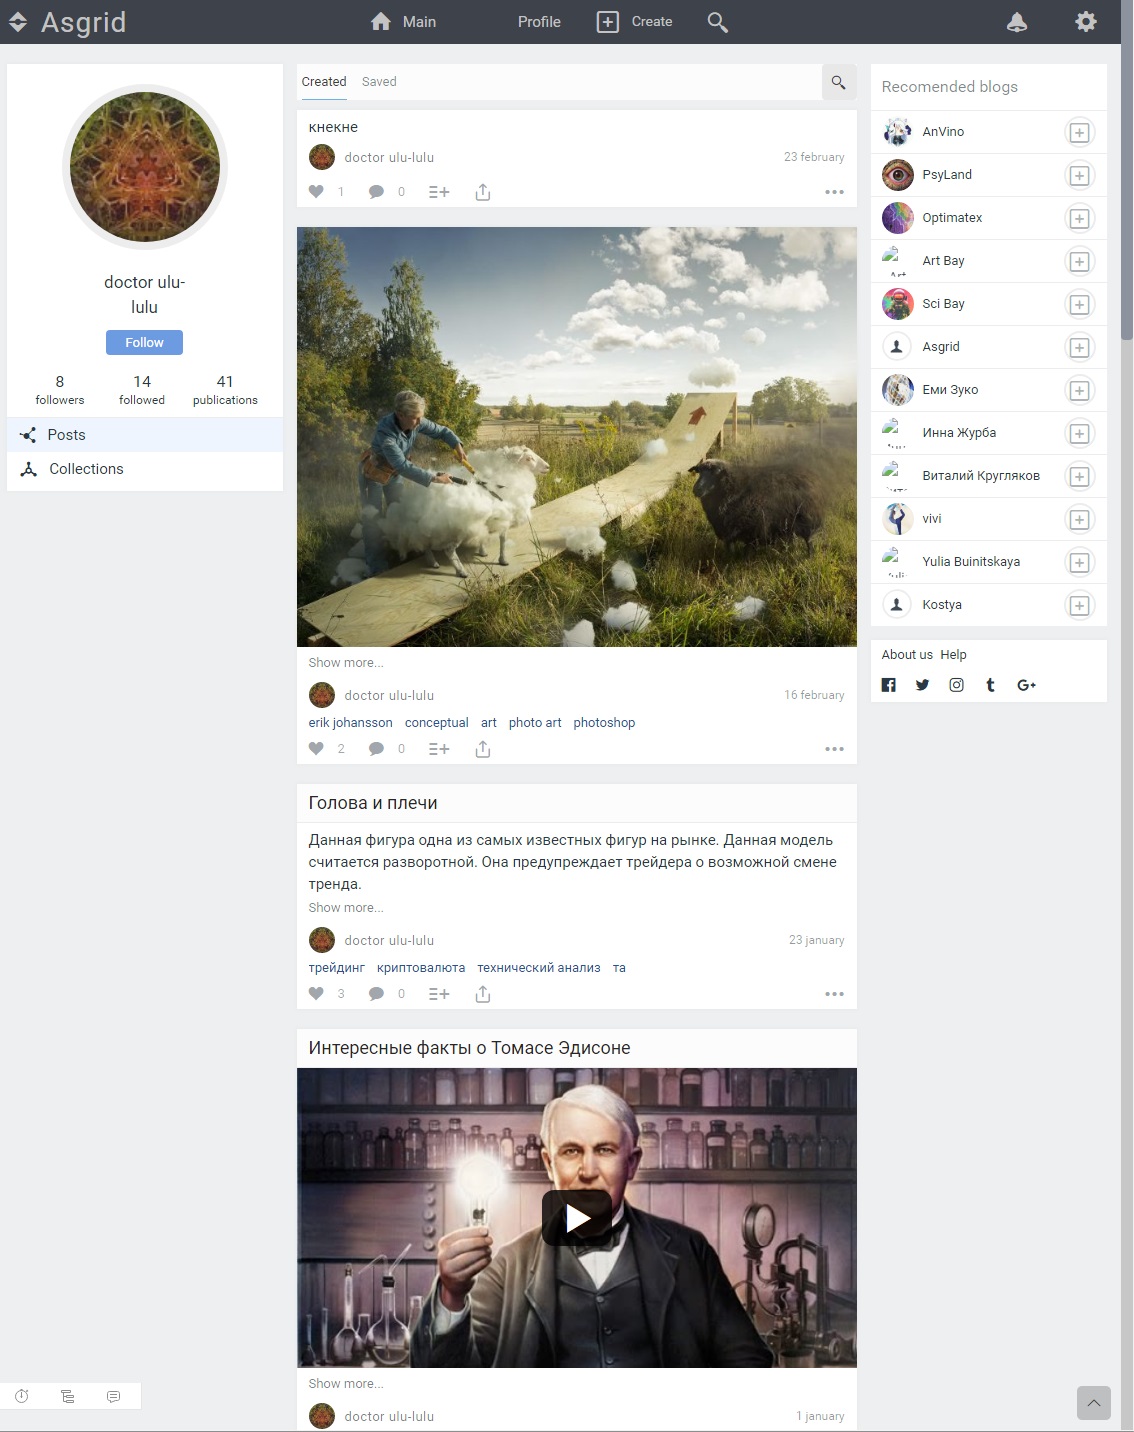 Asgrid
Main
Profile
Create
doctor ulu-
lulu
Follow
8
14
41
followers
followed
publications
Posts
Collections
Created
Saved
кнекне
doctor ulu-lulu
23 february
1
0
Show more...
doctor ulu-lulu
16 february
erik johansson conceptual art photo art photoshop
2
0
Голова и плечи
Данная фигура одна из самых известных фигур на рынке. Данная модель
считается разворотной. Она предупреждает трейдера о возможной смене
тренда.
Show more...
doctor ulu-lulu
23 january
трейдинг криптовалюта технический анализ та
3
0
Интересные факты о Томасе Эдисоне
Show more...
doctor ulu-lulu
1 january
Recomended blogs
AnVino
PsyLand
Optimatex
Art Bay
Sci Bay
Asgrid
Еми Зуко
Инна Журба
Виталий Кругляков
vivi
Yulia Buinitskaya
Kostya
About us Help